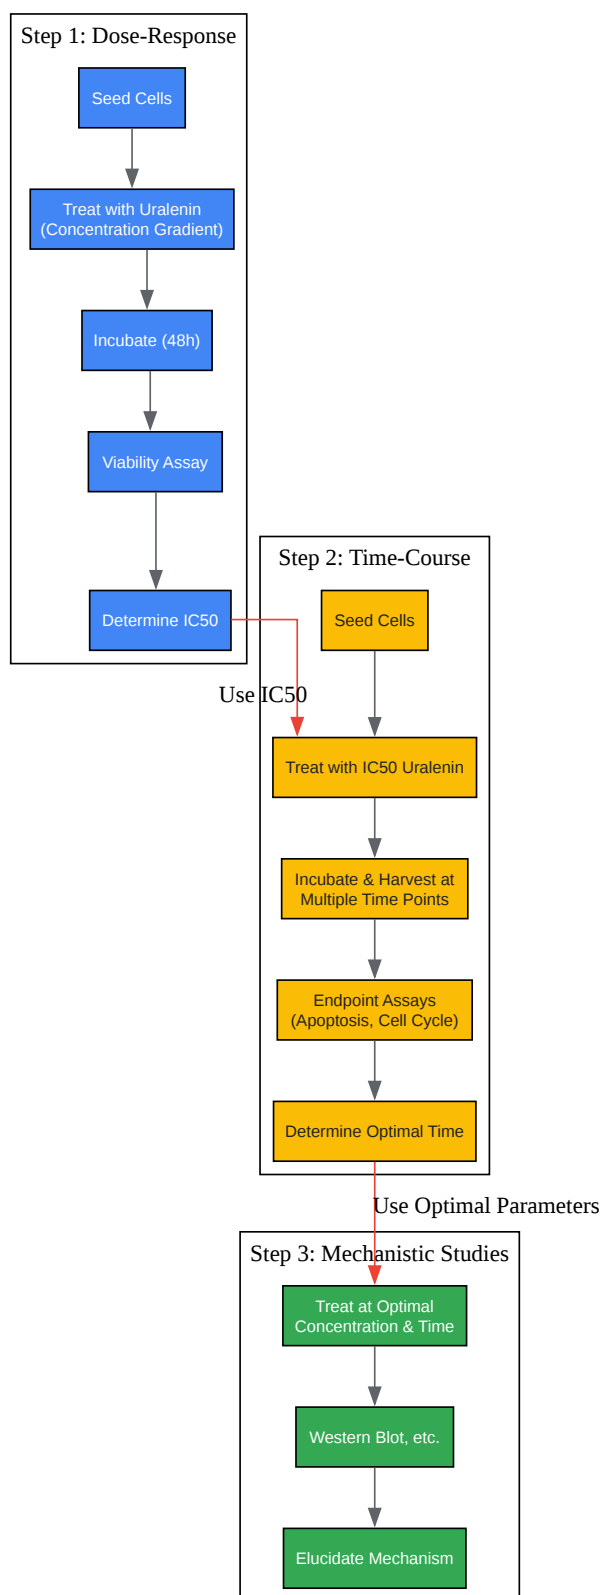 Step 1: Dose-Response
Seed Cells
Treat with Uralenin
(Concentration Gradient)
Incubate (48h)
Viability Assay
Determine IC50
Use IC50
Step 2: Time-Course
Seed Cells
Treat with IC50 Uralenin
Incubate & Harvest at
Multiple Time Points
Endpoint Assays
(Apoptosis, Cell Cycle)
Determine Optimal Time
Use Optimal Parameters
Step 3: Mechanistic Studies
Treat at Optimal
Concentration & Time
Western Blot, etc.
Elucidate Mechanism